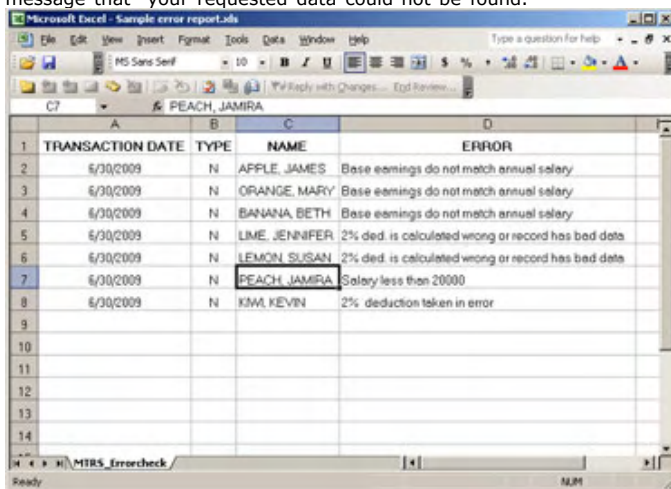 message that "your requested data could not be found."
Microsoft Excel - Sample error report.xls
File Edit View Insert Format Tools Data Window Help Type a question for help
MS Sans Serif 10 B I U $ %
Reply with Changes... End Review...
C7 fx PEACH, JAMIRA
A B C D
1 TRANSACTION DATE TYPE NAME ERROR
2 6/30/2009 N APPLE, JAMES Base earnings do not match annual salary
3 6/30/2009 N ORANGE, MARY Base earnings do not match annual salary
4 6/30/2009 N BANANA, BETH Base earnings do not match annual salary
5 6/30/2009 N LIME, JENNIFER 2% ded. is calculated wrong or record has bad data
6 6/30/2009 N LEMON, SUSAN 2% ded. is calculated wrong or record has bad data
7 6/30/2009 N PEACH, JAMIRA Salary less than 20000
8 6/30/2009 N KIWI, KEVIN 2% deduction taken in error
9
10
11
12
13
14
MTRS_Errorcheck
Ready NUM